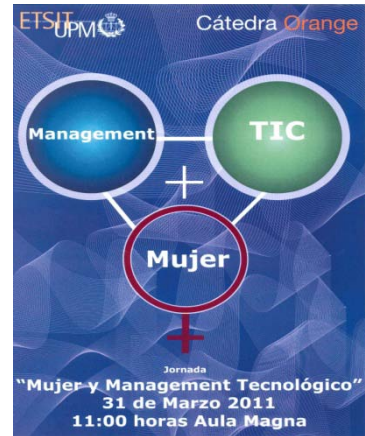 ETSIT UPM
Cátedra Orange
Management
TIC
Mujer
Jornada
"Mujer y Management Tecnológico"
31 de Marzo 2011
11:00 horas Aula Magna